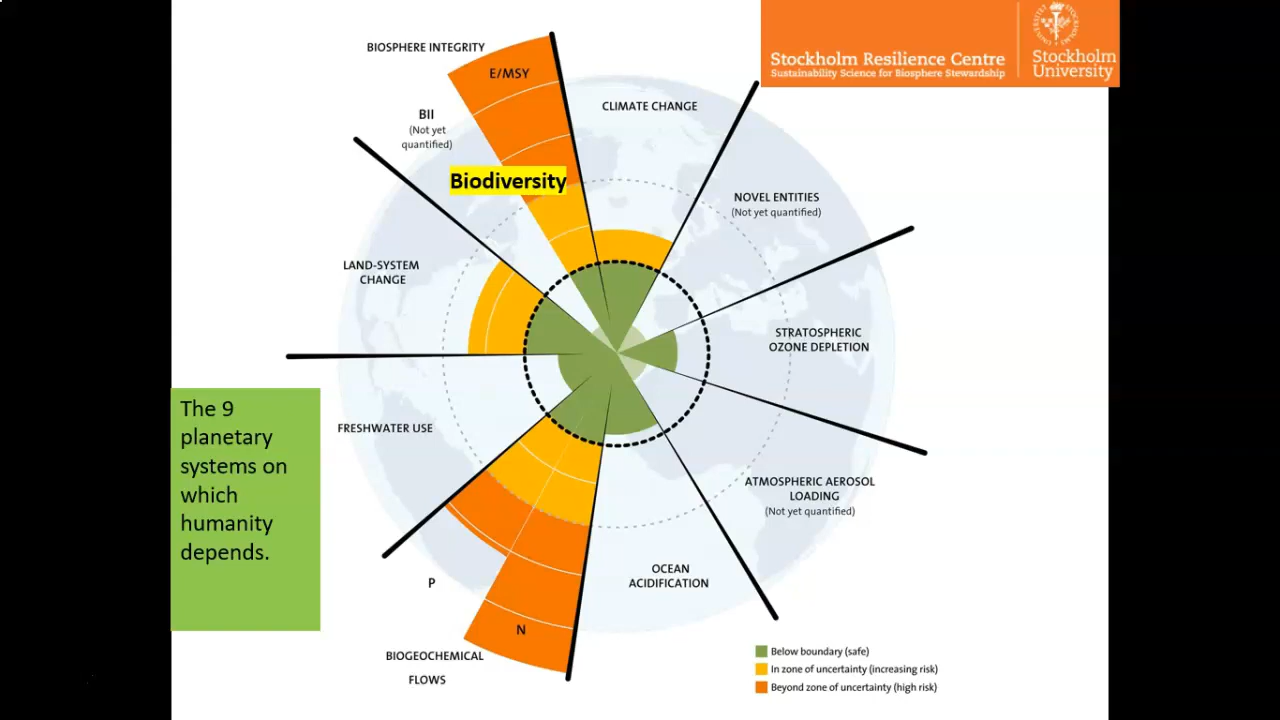 Stockholm Resilience Centre
Sustainability Science for Biosphere Stewardship
Stockholm
University
BIOSPHERE INTEGRITY
E/MSY
CLIMATE CHANGE
BII
(Not yet
quantified)
Biodiversity
NOVEL ENTITIES
(Not yet quantified)
LAND-SYSTEM
CHANGE
STRATOSPHERIC
OZONE DEPLETION
The 9
planetary
systems on
which
humanity
depends.
FRESHWATER USE
ATMOSPHERIC AEROSOL
LOADING
(Not yet quantified)
OCEAN
ACIDIFICATION
P
N
BIOGEOCHEMICAL
FLOWS
Below boundary (safe)
In zone of uncertainty (increasing risk)
Beyond zone of uncertainty (high risk)